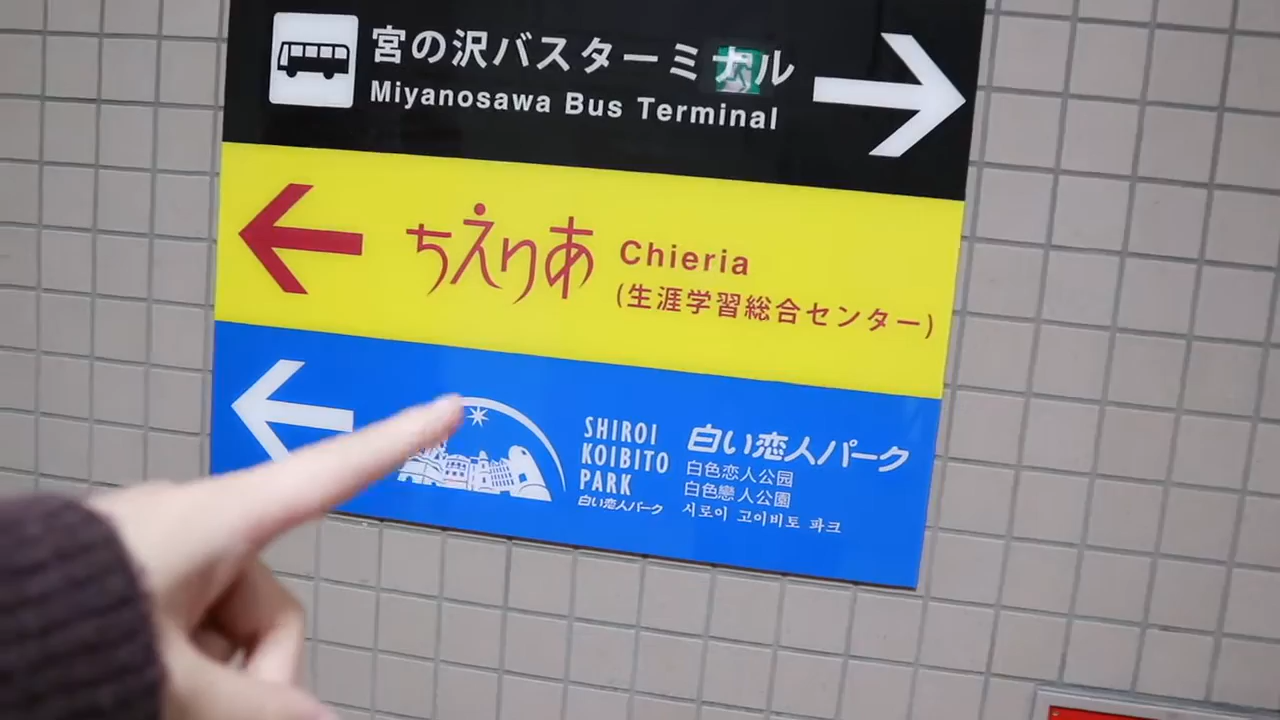 宮の沢バスターミナル
Miyanosawa Bus Terminal
ちえりあ
Chieria
(生涯学習総合センター)
SHIROI
KOIBITO
PARK
白い恋人パーク
白い恋人パーク
白色恋人公园
白色戀人公園
시로이 고이비토 파크